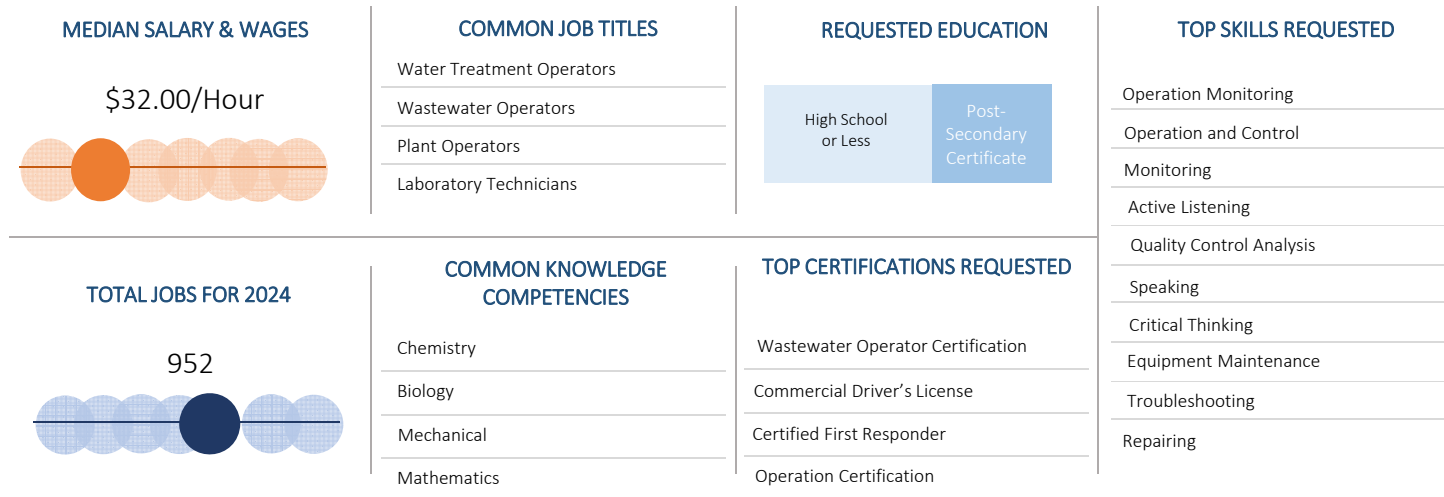 MEDIAN SALARY & WAGES
$32.00/Hour
COMMON JOB TITLES
Water Treatment Operators
Wastewater Operators
Plant Operators
Laboratory Technicians
REQUESTED EDUCATION
High School
or Less
Post-
Secondary
Certificate
TOP SKILLS REQUESTED
Operation Monitoring
Operation and Control
Monitoring
Active Listening
Quality Control Analysis
Speaking
Critical Thinking
Equipment Maintenance
Troubleshooting
Repairing
TOTAL JOBS FOR 2024
952
COMMON KNOWLEDGE
COMPETENCIES
Chemistry
Biology
Mechanical
Mathematics
TOP CERTIFICATIONS REQUESTED
Wastewater Operator Certification
Commercial Driver’s License
Certified First Responder
Operation Certification